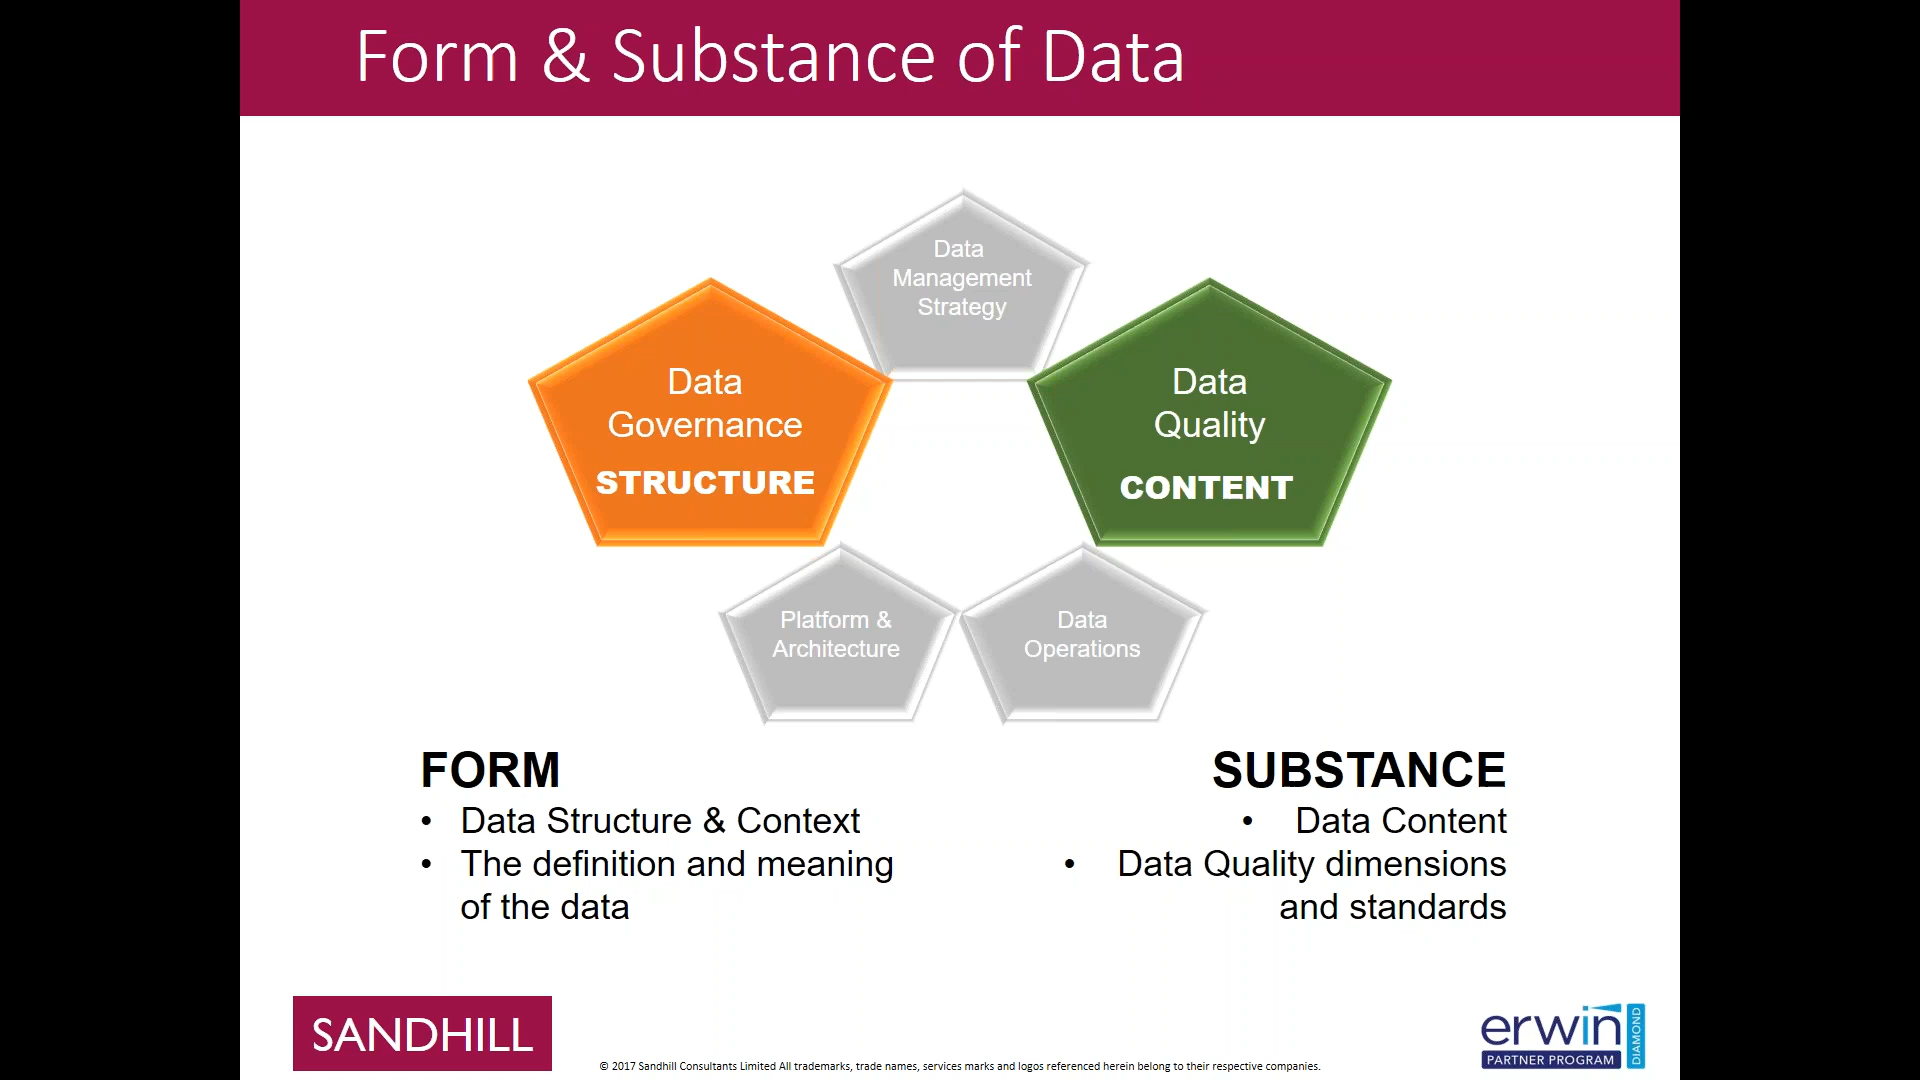 Form & Substance of Data
Data
Management
Strategy
Data
Governance
STRUCTURE
Data
Quality
CONTENT
Platform &
Architecture
Data
Operations
FORM
• Data Structure & Context
• The definition and meaning
of the data
SUBSTANCE
• Data Content
• Data Quality dimensions
and standards
SANDHILL
© 2017 Sandhill Consultants Limited All trademarks, trade names, services marks and logos referenced herein belong to their respective companies.
erwin
PARTNER PROGRAM
DIAMOND